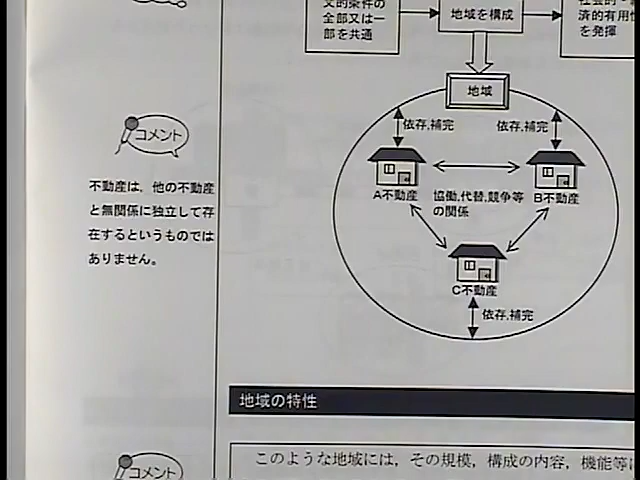 文的条件の
全部又は一
部を共通
地域を構成
済的有用性
を発揮
地域
依存,補完
依存,補完
コメント
A不動産
B不動産
協働,代替,競争等
の関係
不動産は、他の不動産
と無関係に独立して存
在するというものでは
ありません。
C不動産
依存,補完
地域の特性
このような地域には，その規模，構成の内容，機能等に
コメント